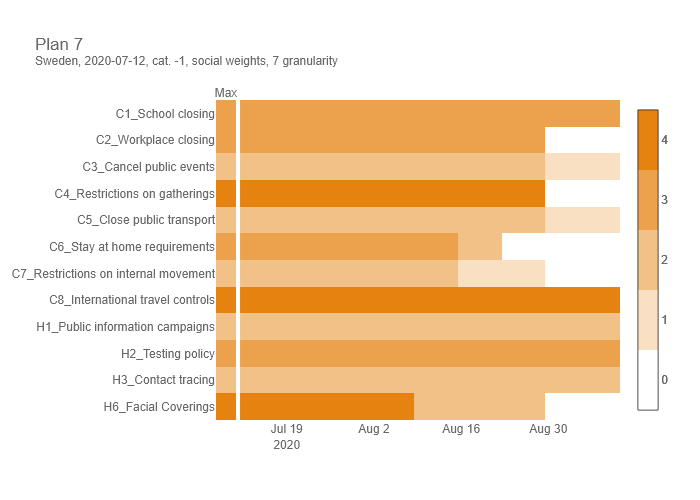 Plan 7
Sweden, 2020-07-12, cat. -1, social weights, 7 granularity
Max
C1_School closing
C2_Workplace closing
C3_Cancel public events
C4_Restrictions on gatherings
C5_Close public transport
C6_Stay at home requirements
C7_Restrictions on internal movement
C8_International travel controls
H1_Public information campaigns
H2_Testing policy
H3_Contact tracing
H6_Facial Coverings
Jul 19 Aug 2 Aug 16 Aug 30
2020
4
3
2
1
0